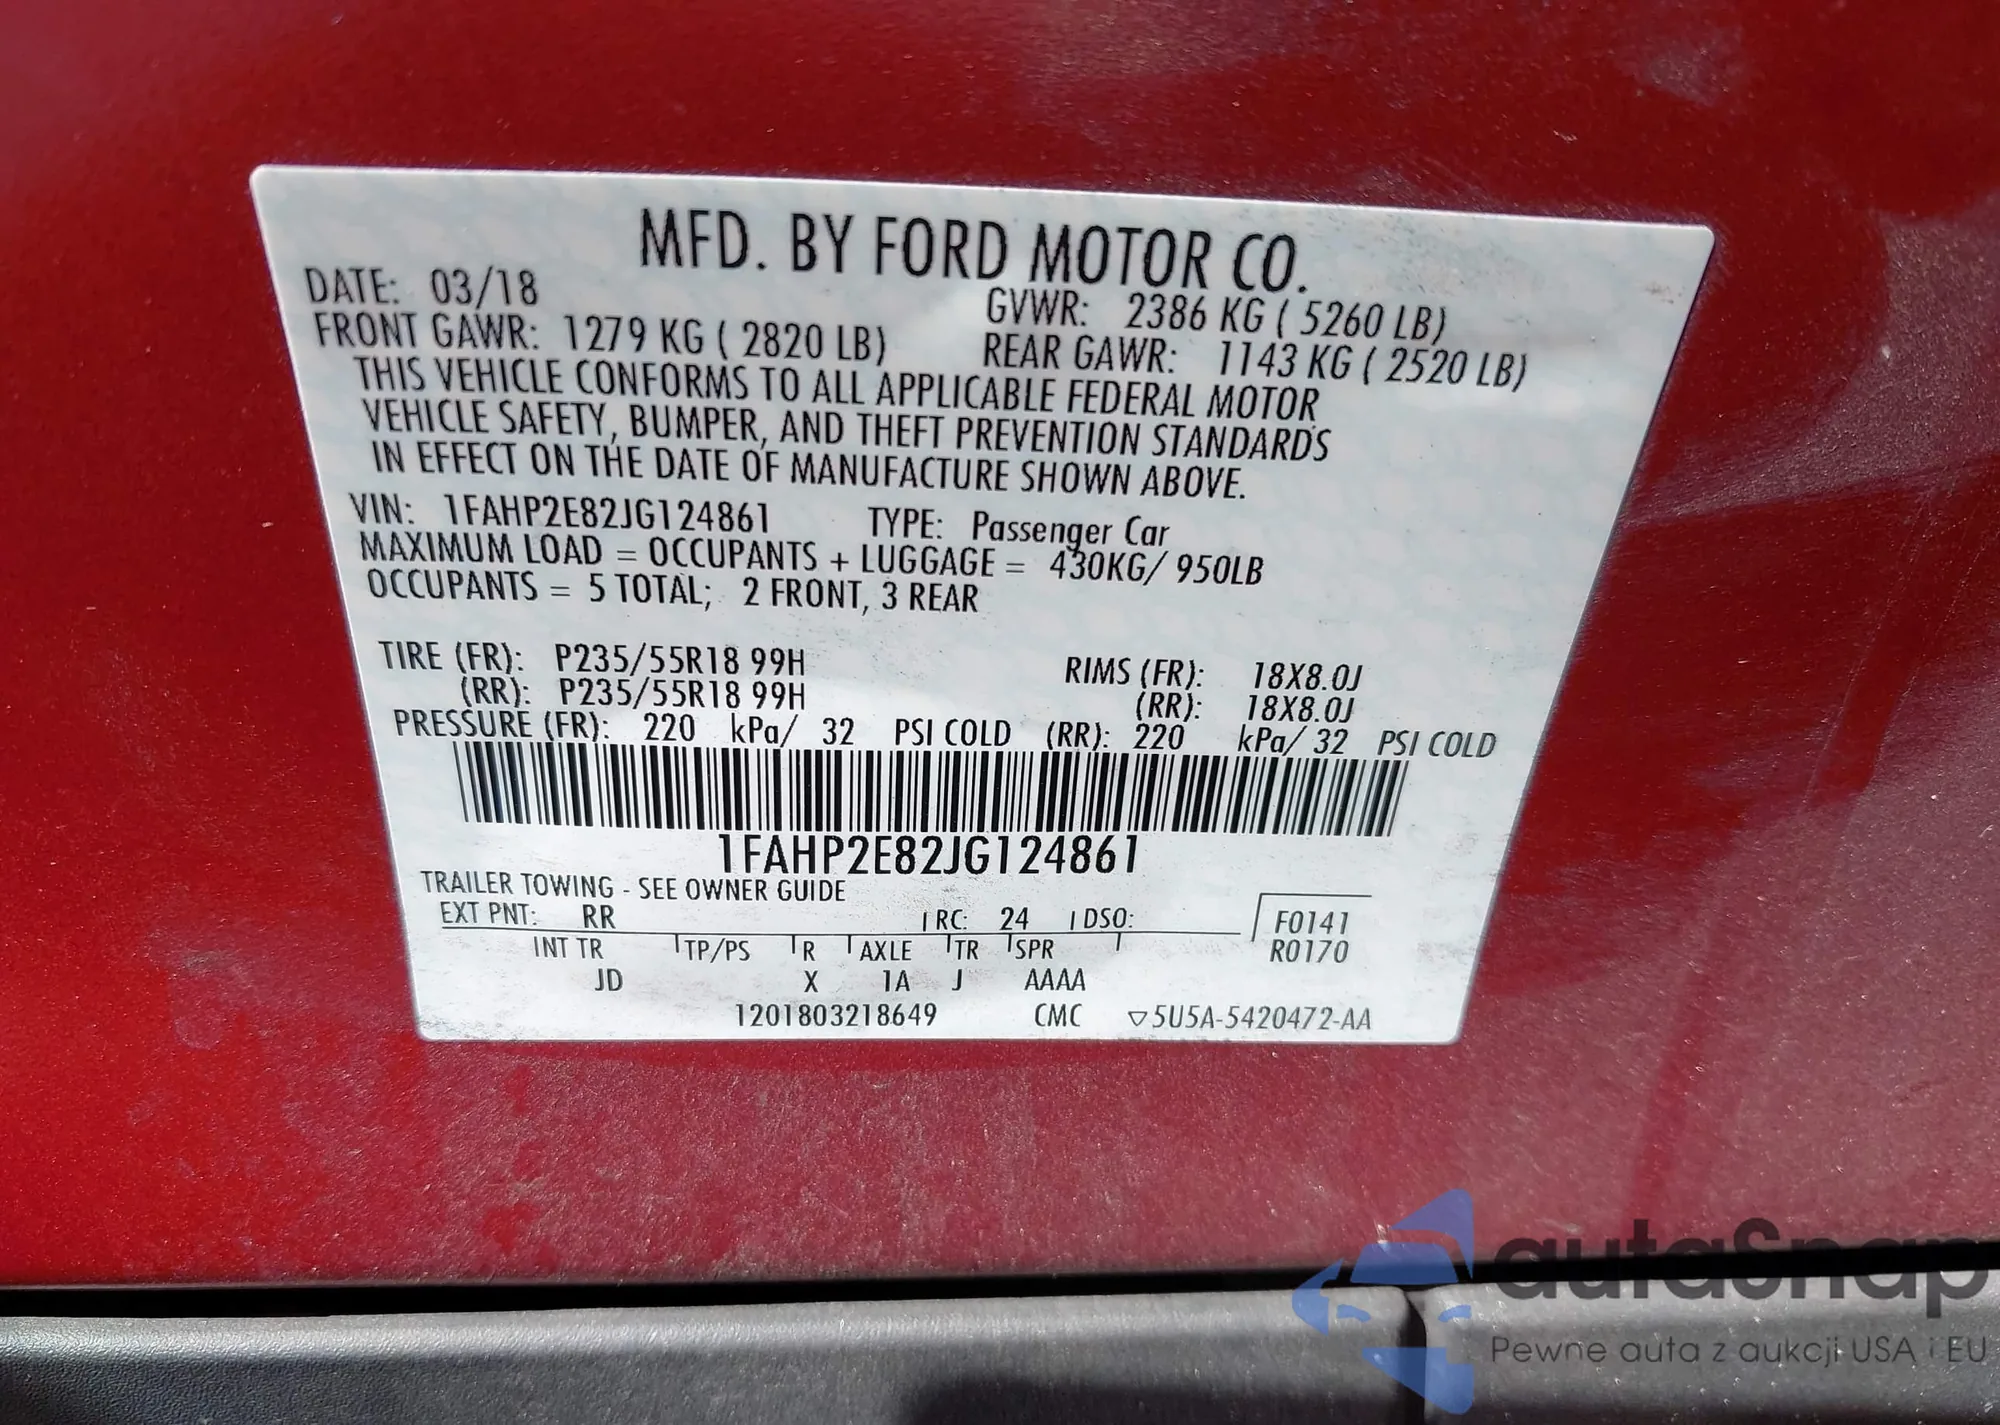 MFD. BY FORD MOTOR CO.
DATE: 03/18 GVWR: 2386 KG ( 5260 LB)
FRONT GAWR: 1279 KG ( 2820 LB) REAR GAWR: 1143 KG ( 2520 LB)
THIS VEHICLE CONFORMS TO ALL APPLICABLE FEDERAL MOTOR
VEHICLE SAFETY, BUMPER, AND THEFT PREVENTION STANDARDS
IN EFFECT ON THE DATE OF MANUFACTURE SHOWN ABOVE.
VIN: 1FAHP2E82JG124861 TYPE: Passenger Car
MAXIMUM LOAD = OCCUPANTS + LUGGAGE = 430KG/ 950LB
OCCUPANTS = 5 TOTAL; 2 FRONT, 3 REAR
TIRE (FR): P235/55R18 99H RIMS (FR): 18X8.0J
(RR): P235/55R18 99H (RR): 18X8.0J
PRESSURE (FR): 220 kPa/ 32 PSI COLD (RR): 220 kPa/ 32 PSI COLD
1FAHP2E82JG124861
TRAILER TOWING - SEE OWNER GUIDE
EXT PNT: RR RC: 24 DSO: F0141
INT TR TP/PS R AXLE TR SPR R0170
JD X 1A J AAAA
1201803218649 CMC ▽5U5A-5420472-AA
autaSnap
Pewne auta z aukcji USA i EU